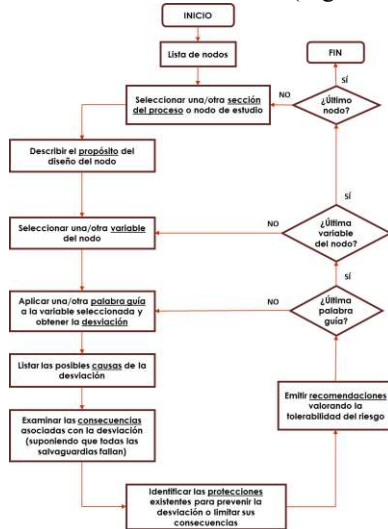 INICIO
Lista de nodos
FIN
Seleccionar una/otra sección
del proceso o nodo de estudio
NO
¿Último
nodo?
SÍ
Describir el propósito del
diseño del nodo
SÍ
Seleccionar una/otra variable
del nodo
NO
¿Última
variable
del nodo?
SÍ
Aplicar una/otra palabra guía
a la variable seleccionada y
obtener la desviación
NO
¿Última
palabra
guía?
Listar las posibles causas de la
desviación
Emitir recomendaciones
valorando la
tolerabilidad del riesgo
Examinar las consecuencias
asociadas con la desviación
(suponiendo que todas las
salvaguardias fallan)
Identificar las protecciones
existentes para prevenir la
desviación o limitar sus
consecuencias